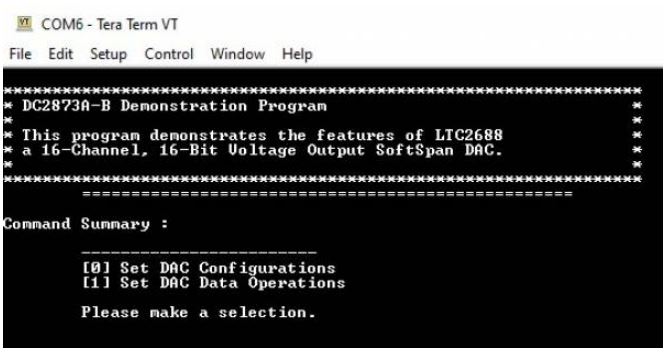 VT COM6 - Tera Term VT
File Edit Setup Control Window Help
*****************************************************************
* DC2873A-B Demonstration Program *
* *
* This program demonstrates the features of LTC2688 *
* a 16-Channel, 16-Bit Voltage Output SoftSpan DAC. *
* *
*****************************************************************
==================================================
Command Summary :
------------------------
[0] Set DAC Configurations
[1] Set DAC Data Operations
Please make a selection.